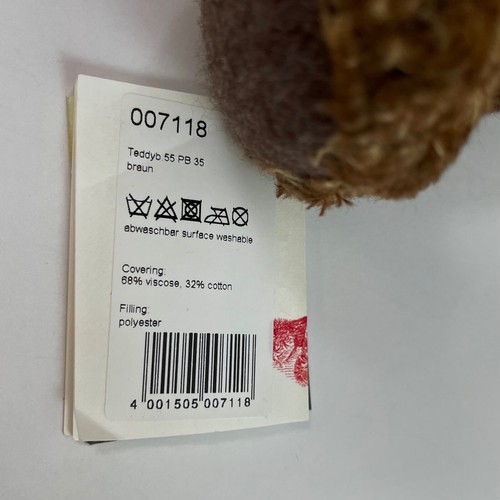 007118
Teddyb.55 PB 35
braun
abwaschbar surface washable
Covering:
68% viscose, 32% cotton
Filling:
polyester
4 001505 007118